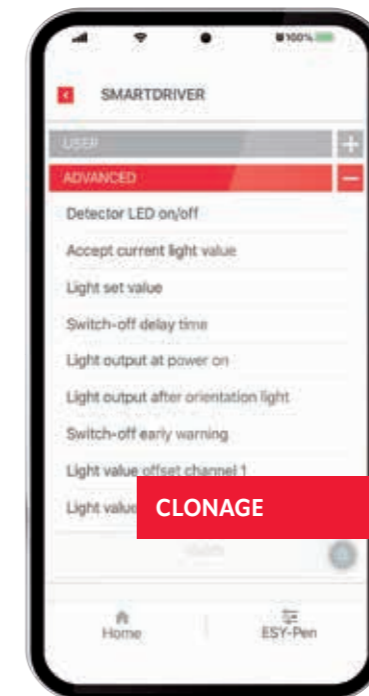 100%
SMARTDRIVER
USER
ADVANCED
Detector LED on/off
Accept current light value
Light set value
Switch-off delay time
Light output at power on
Light output after orientation light
Switch-off early warning
Light value offset channel 1
Light value
CLONAGE
Home
ESY-Pen